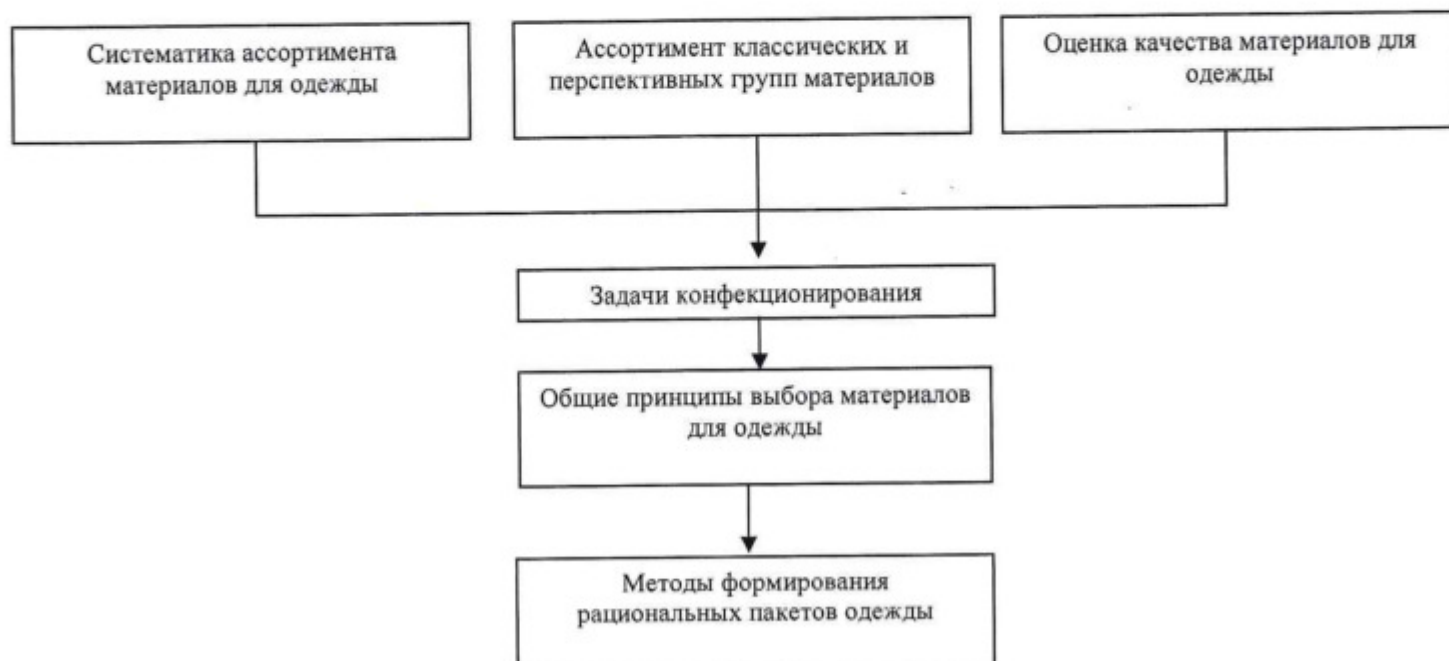 Систематика ассортимента
материалов для одежды
Ассортимент классических и
перспективных групп материалов
Оценка качества материалов для
одежды
Задачи конфекционирования
Общие принципы выбора материалов
для одежды
Методы формирования
рациональных пакетов одежды